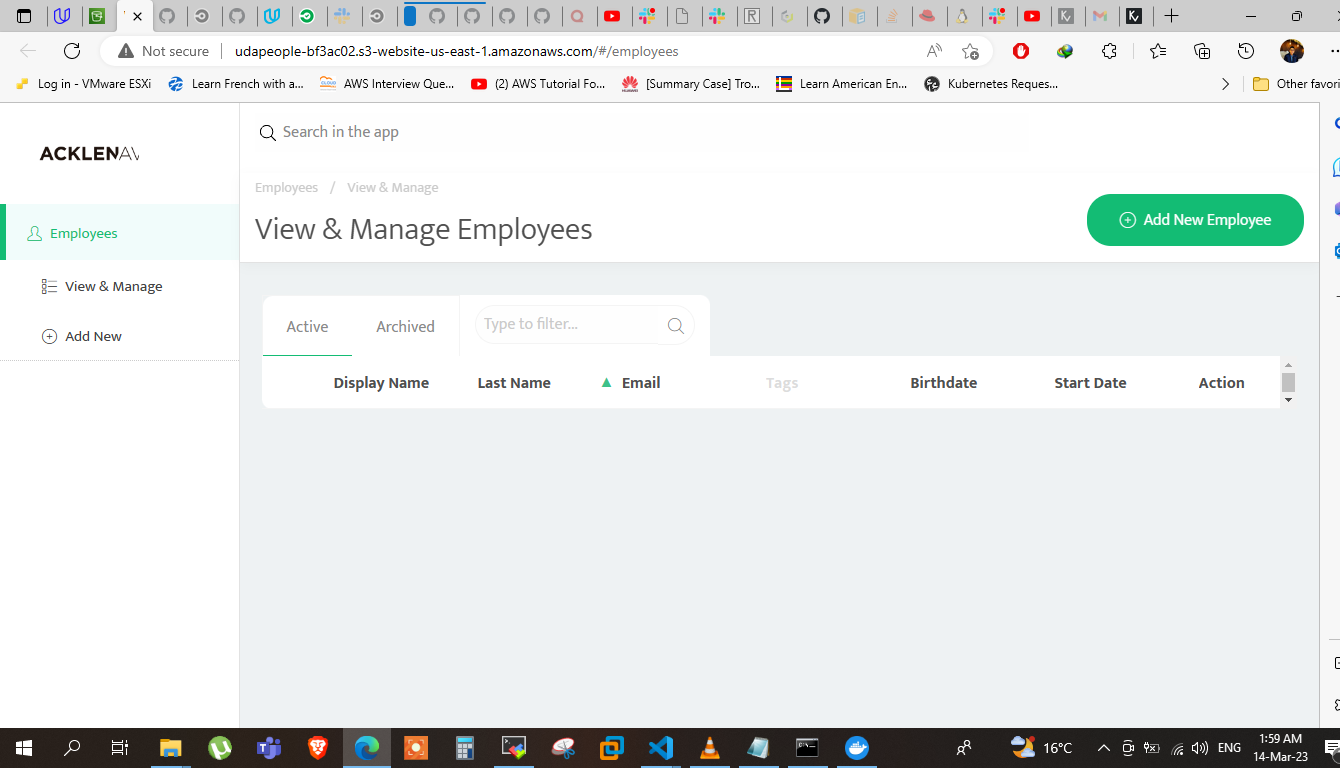 Not secure
udapeople-bf3ac02.s3-website-us-east-1.amazonaws.com/#/employees
Log in - VMware ESXi
Learn French with a...
AWS Interview Que...
(2) AWS Tutorial Fo...
[Summary Case] Tro...
Learn American En...
Kubernetes Reques...
Other favori
ACKLENAV
Search in the app
Employees / View & Manage
View & Manage Employees
Add New Employee
Employees
View & Manage
Add New
Active
Archived
Type to filter...
Display Name
Last Name
Email
Tags
Birthdate
Start Date
Action
16°C
ENG
1:59 AM
14-Mar-23